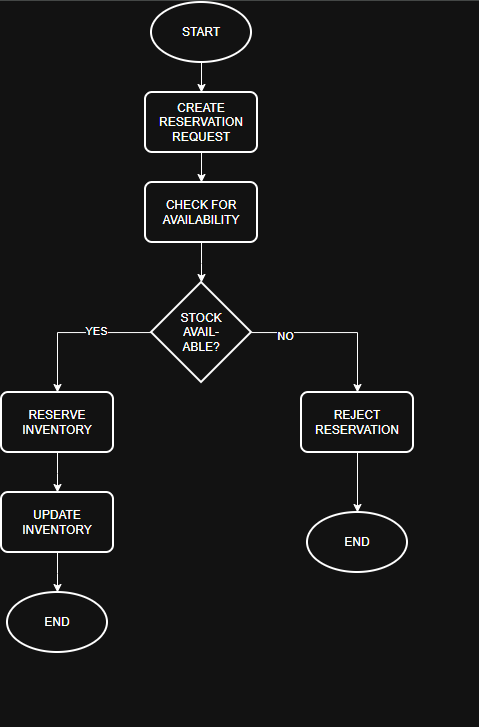 START
CREATE
RESERVATION
REQUEST
CHECK FOR
AVAILABILITY
STOCK
AVAIL-
ABLE?
YES
NO
RESERVE
INVENTORY
REJECT
RESERVATION
UPDATE
INVENTORY
END
END